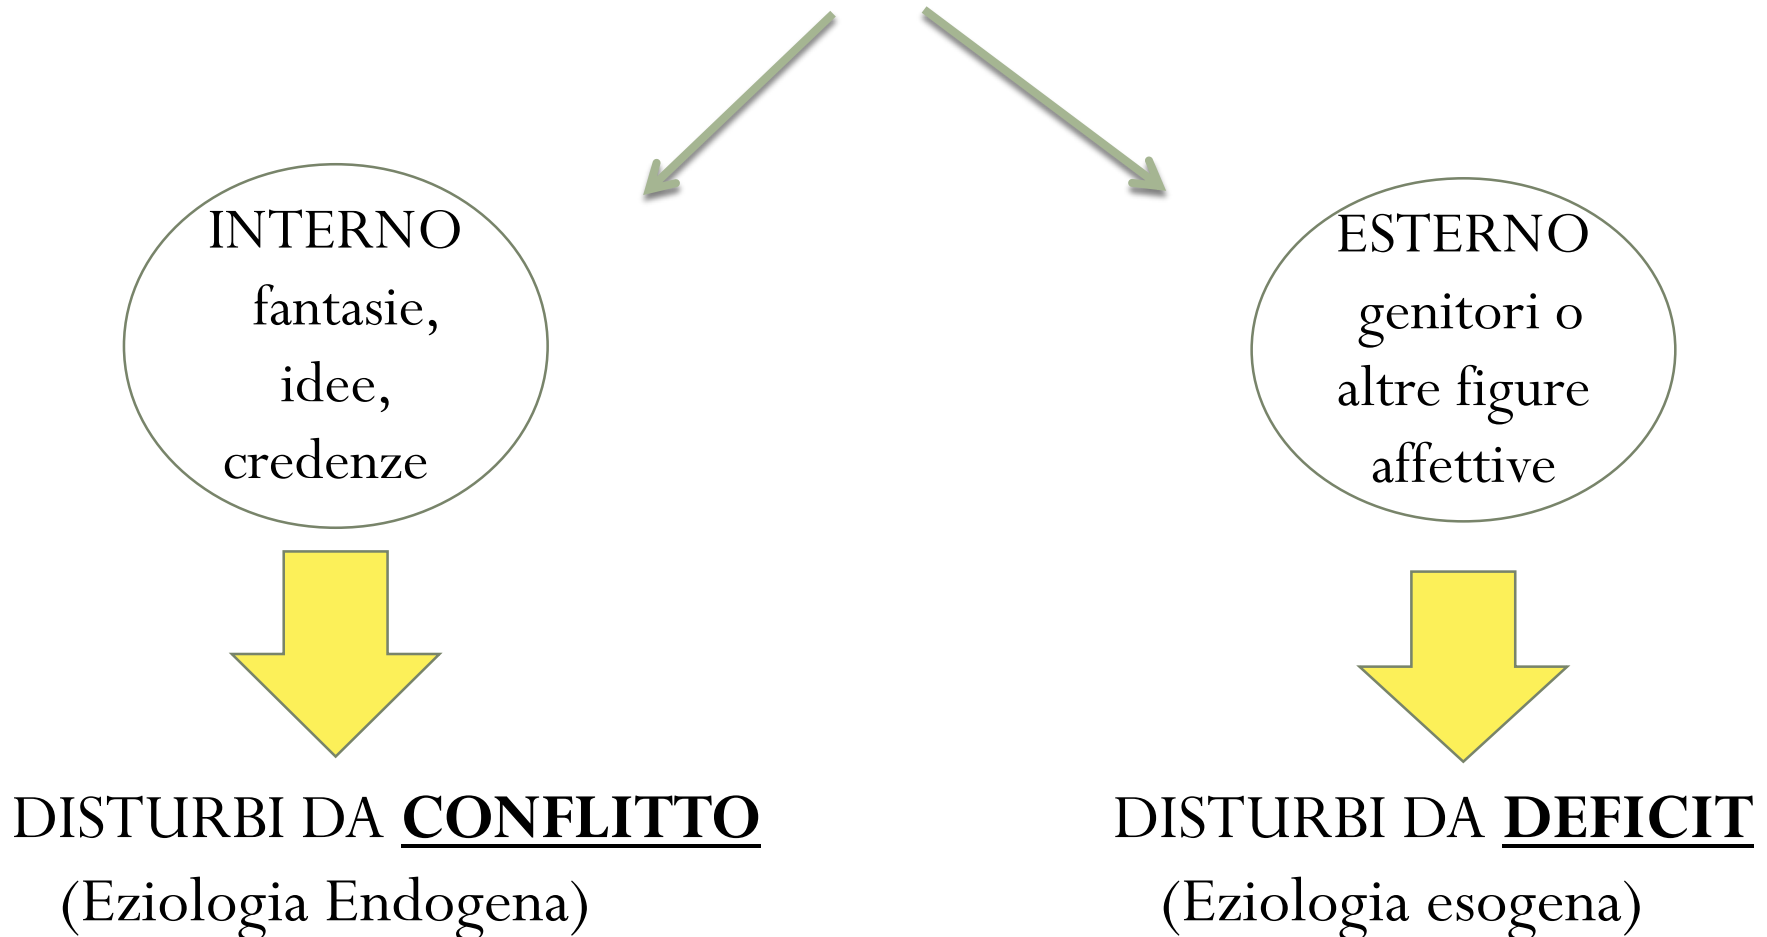 INTERNO
fantasie,
idee,
credenze
ESTERNO
genitori o
altre figure
affettive
DISTURBI DA CONFLITTO
(Eziologia Endogena)
DISTURBI DA DEFICIT
(Eziologia esogena)